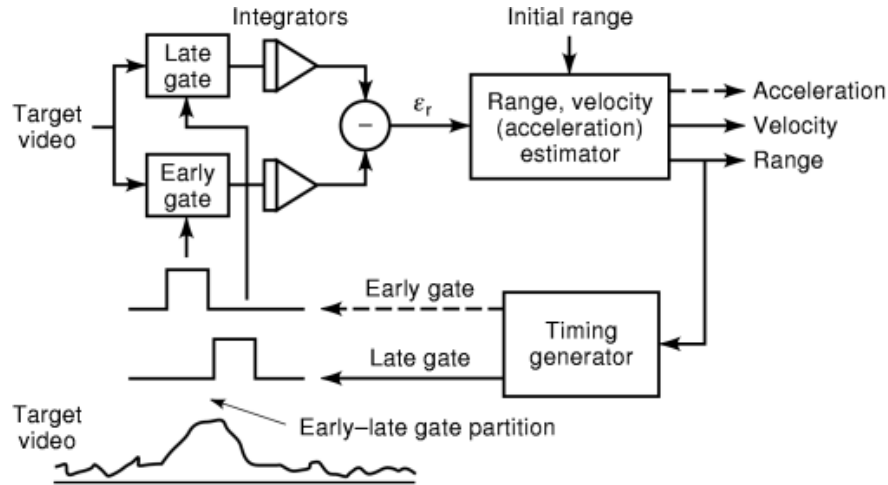 Integrators
Initial range
Late
gate
Target
video
εr
Range, velocity
(acceleration)
estimator
Acceleration
Velocity
Range
Early
gate
−
Early gate
Late gate
Timing
generator
Target
video
Early–late gate partition